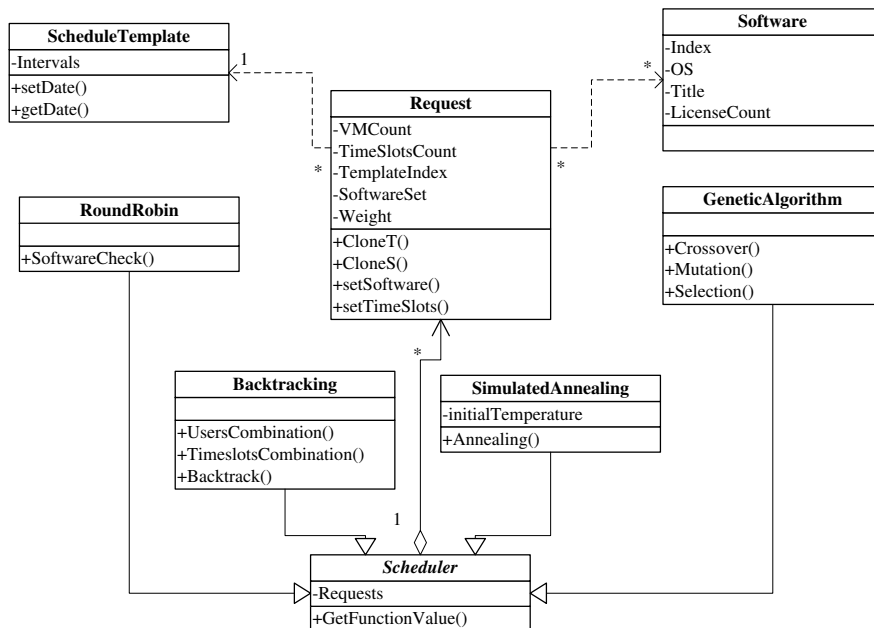 ScheduleTemplate
-Intervals
+setDate()
+getDate()
1
*
Request
-VMCount
-TimeSlotsCount
-TemplateIndex
-SoftwareSet
-Weight
+CloneT()
+CloneS()
+setSoftware()
+setTimeSlots()
*
*
Software
-Index
-OS
-Title
-LicenseCount
RoundRobin
+SoftwareCheck()
GeneticAlgorithm
+Crossover()
+Mutation()
+Selection()
*
Backtracking
+UsersCombination()
+TimeslotsCombination()
+Backtrack()
SimulatedAnnealing
-initialTemperature
+Annealing()
1
Scheduler
-Requests
+GetFunctionValue()